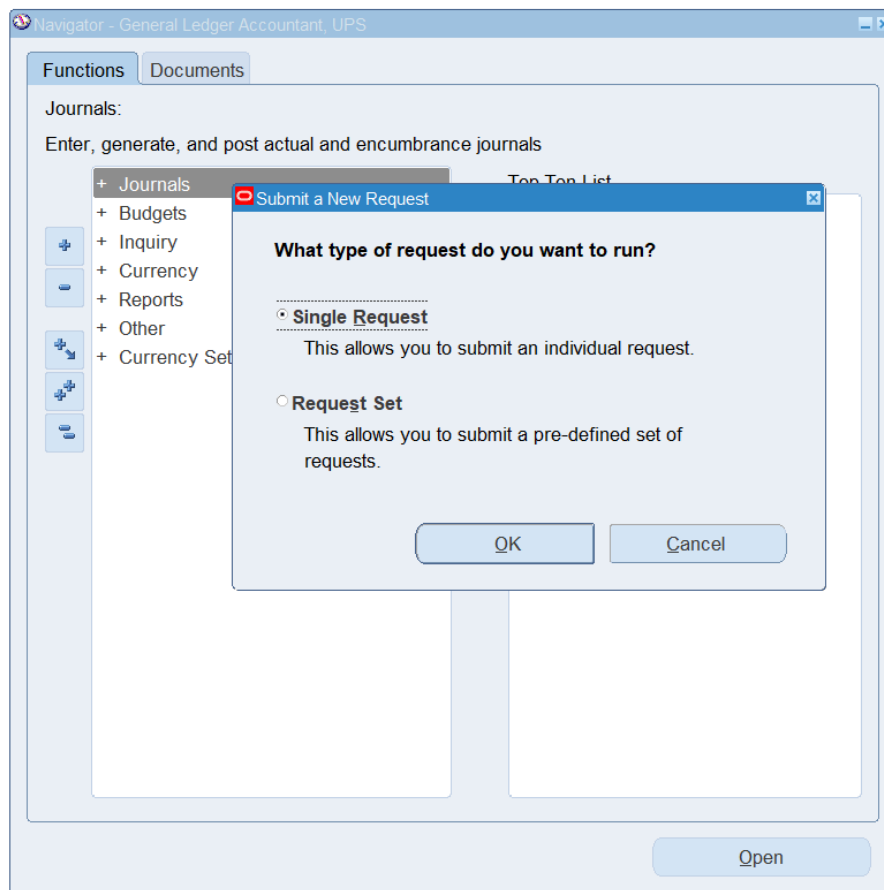 Navigator - General Ledger Accountant, UPS
Functions Documents
Journals:
Enter, generate, and post actual and encumbrance journals
+ Journals
+ Budgets
+ Inquiry
+ Currency
+ Reports
+ Other
+ Currency Set
Top Ten List
Submit a New Request
What type of request do you want to run?
Single Request
This allows you to submit an individual request.
Request Set
This allows you to submit a pre-defined set of
requests.
OK Cancel
Open